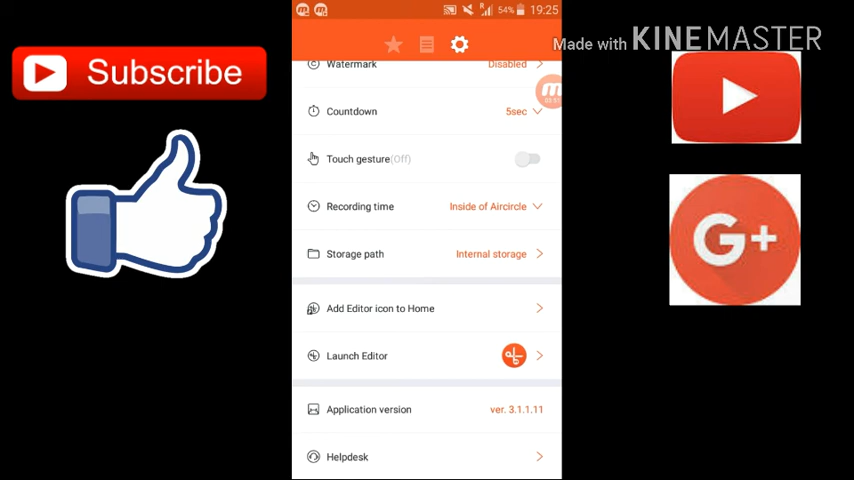 54% 19:25
Made with KINEMASTER
Subscribe
Watermark Disabled
Countdown 5sec
Touch gesture(Off)
Recording time Inside of Aircircle
Storage path Internal storage
Add Editor icon to Home
Launch Editor
Application version ver. 3.1.1.11
Helpdesk
G+